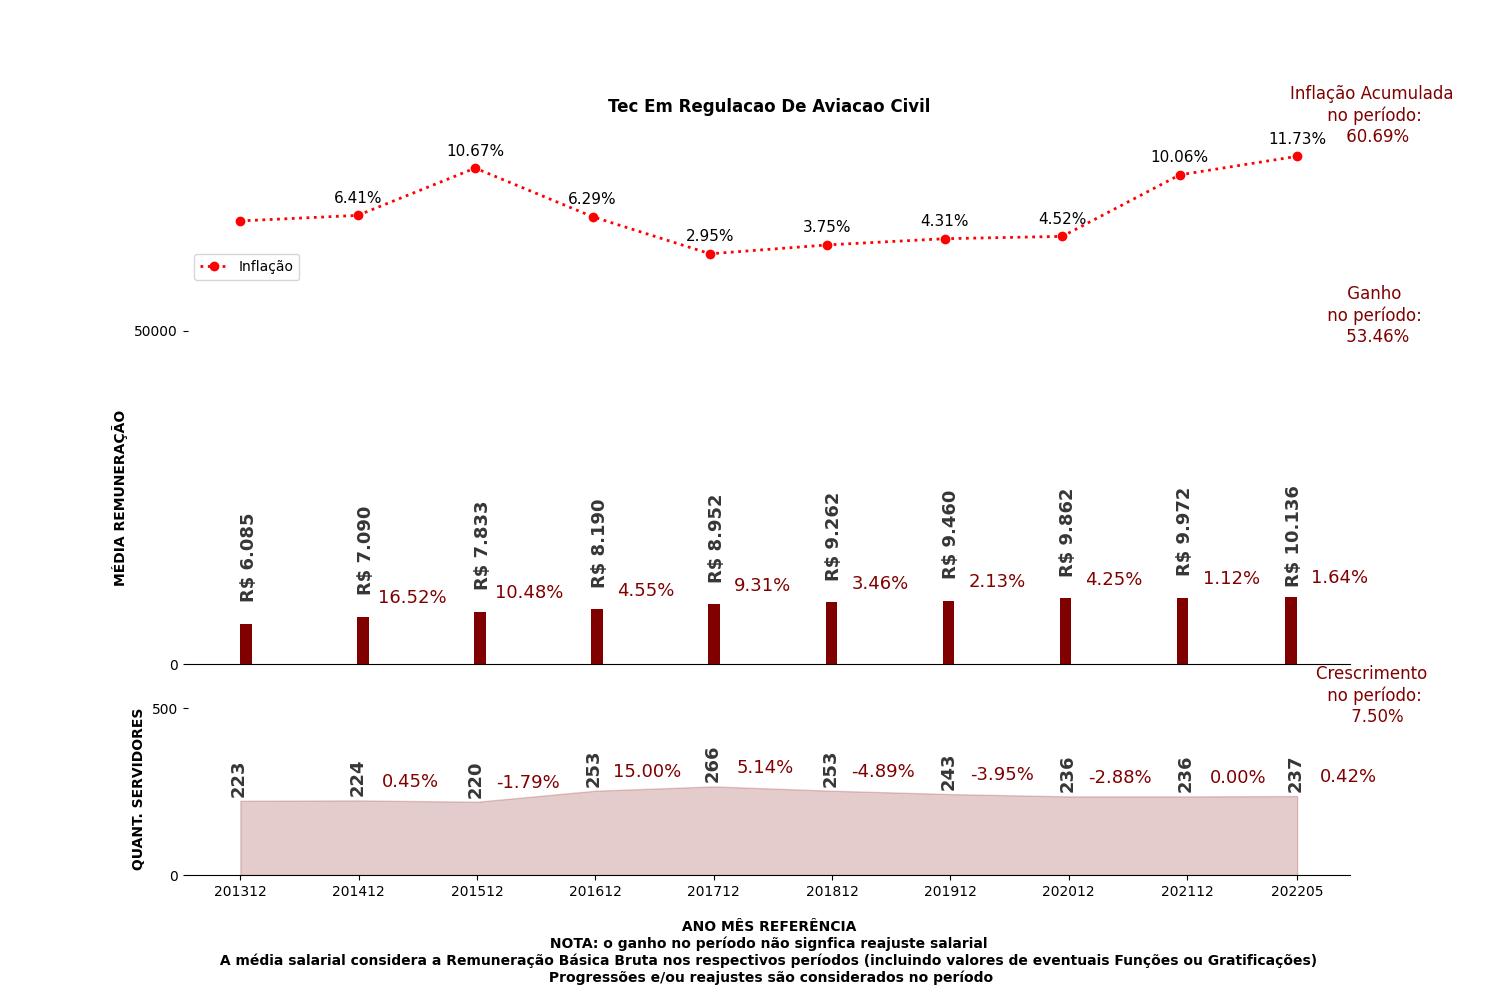 Tec Em Regulacao De Aviacao Civil
Inflação Acumulada
no período:
60.69%
6.41%
10.67%
6.29%
2.95%
3.75%
4.31%
4.52%
10.06%
11.73%
Inflação
Ganho
no período:
53.46%
MÉDIA REMUNERAÇÃO
50000
0
R$ 6.085
R$ 7.090
R$ 7.833
R$ 8.190
R$ 8.952
R$ 9.262
R$ 9.460
R$ 9.862
R$ 9.972
R$ 10.136
16.52%
10.48%
4.55%
9.31%
3.46%
2.13%
4.25%
1.12%
1.64%
Crescrimento
no período:
7.50%
QUANT. SERVIDORES
500
0
223
224
220
253
266
253
243
236
236
237
0.45%
-1.79%
15.00%
5.14%
-4.89%
-3.95%
-2.88%
0.00%
0.42%
201312
201412
201512
201612
201712
201812
201912
202012
202112
202205
ANO MÊS REFERÊNCIA
NOTA: o ganho no período não signfica reajuste salarial
A média salarial considera a Remuneração Básica Bruta nos respectivos períodos (incluindo valores de eventuais Funções ou Gratificações)
Progressões e/ou reajustes são considerados no período